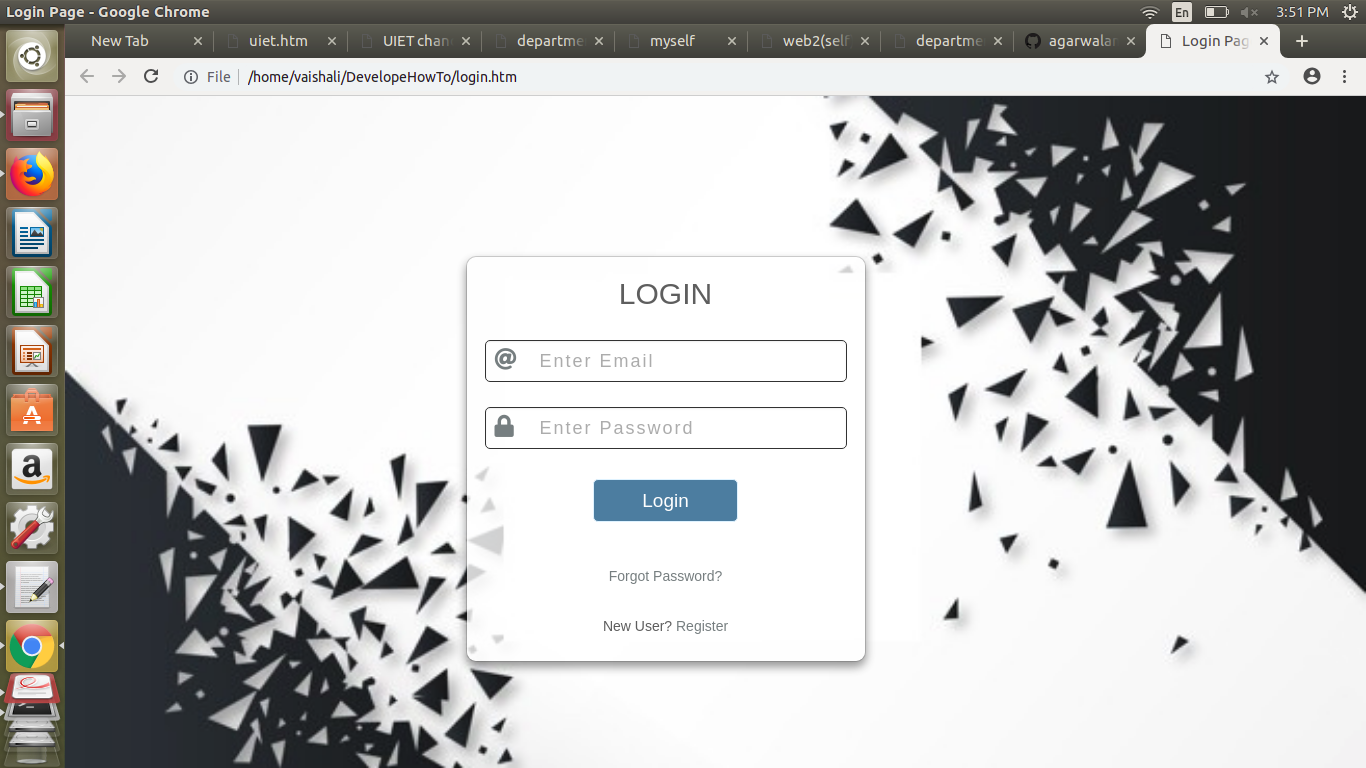 Login Page - Google Chrome
En
3:51 PM
New Tab
uiet.htm
UIET chan
departme
myself
web2(self
departme
agarwalar
Login Pag
File
/home/vaishali/DevelopeHowTo/login.htm
LOGIN
@ Enter Email
Enter Password
Login
Forgot Password?
New User? Register